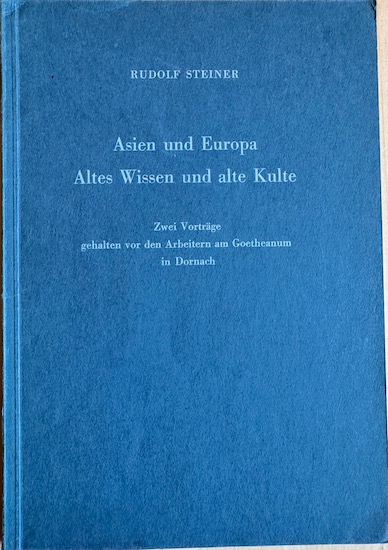 RUDOLF STEINER
Asien und Europa
Altes Wissen und alte Kulte
Zwei Vorträge
gehalten vor den Arbeitern am Goetheanum
in Dornach